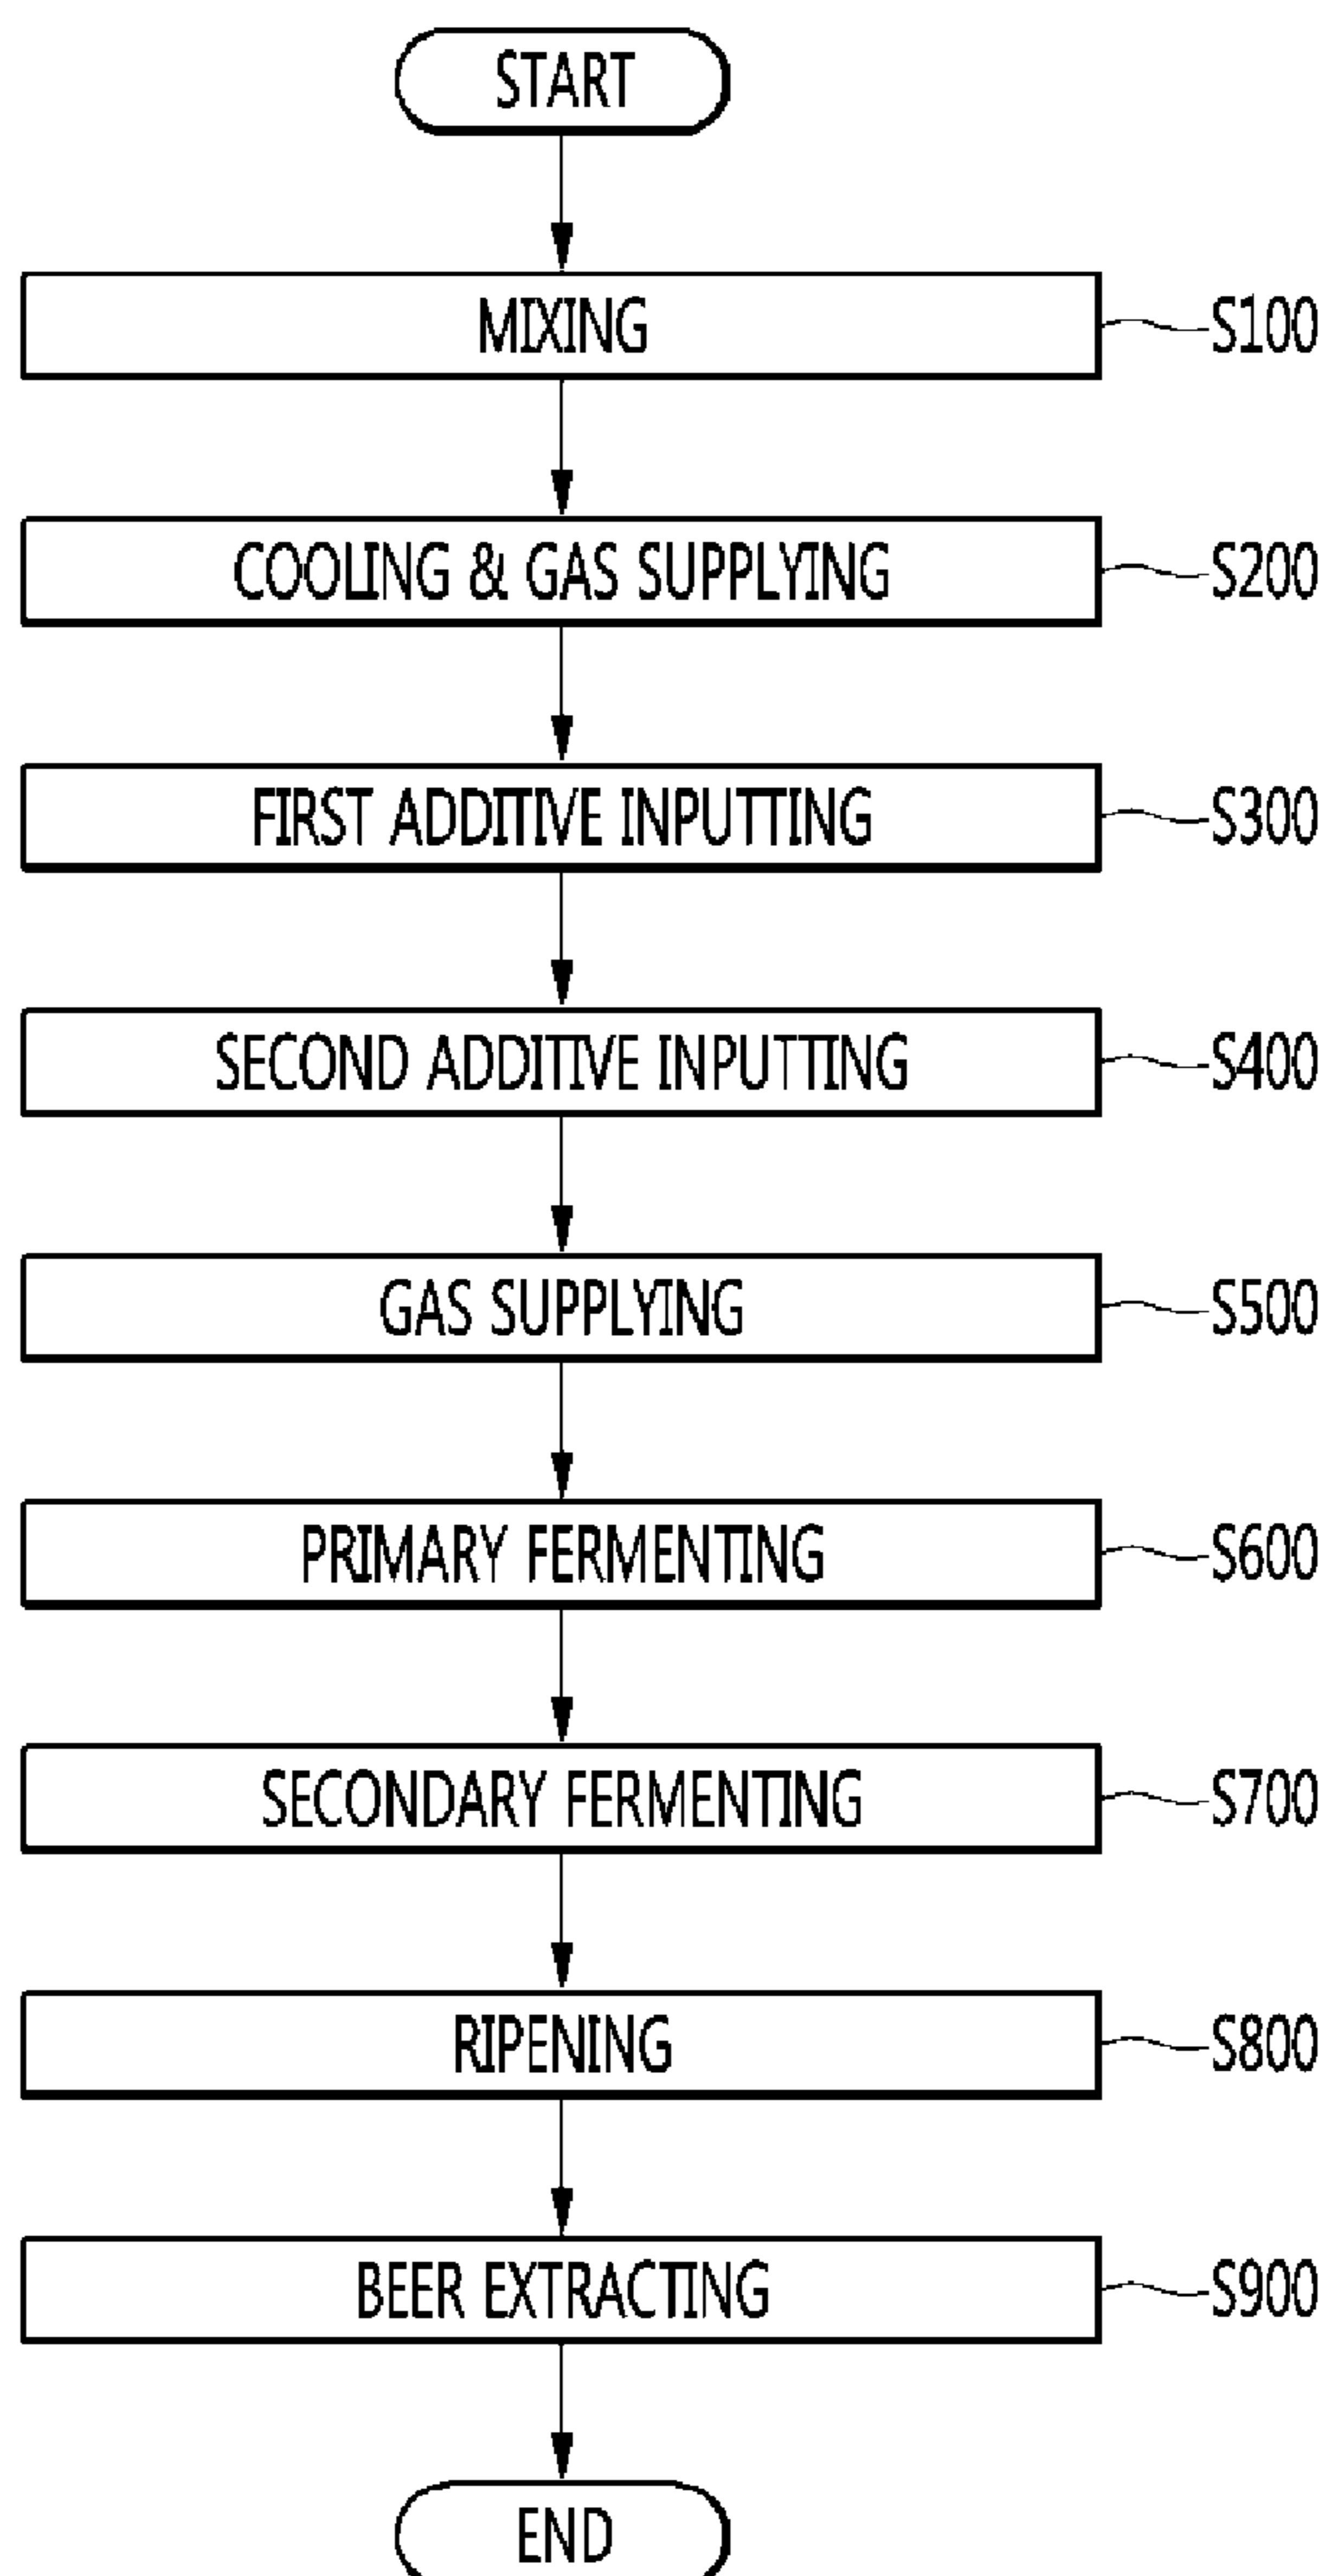 START
MIXING S100
COOLING & GAS SUPPLYING S200
FIRST ADDITIVE INPUTTING S300
SECOND ADDITIVE INPUTTING S400
GAS SUPPLYING S500
PRIMARY FERMENTING S600
SECONDARY FERMENTING S700
RIPENING S800
BEER EXTRACTING S900
END